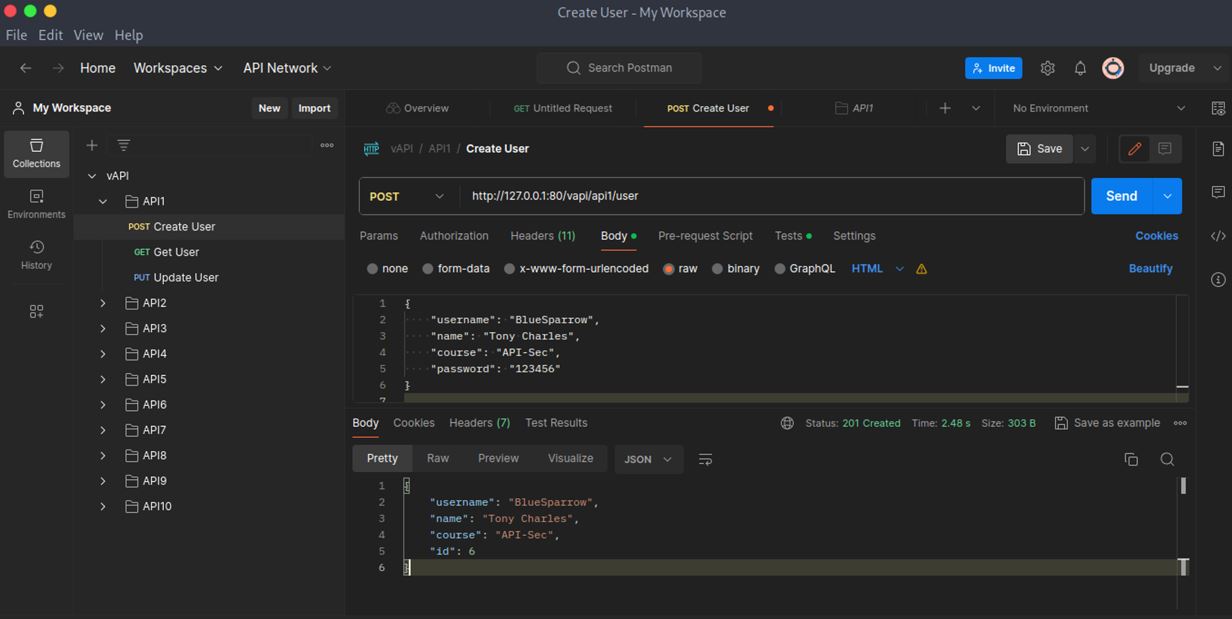 Create User - My Workspace
File Edit View Help
Home Workspaces API Network Search Postman Invite Upgrade
My Workspace New Import Overview GET Untitled Request POST Create User API1 No Environment
Collections
Environments
History
vAPI
API1
POST Create User
GET Get User
PUT Update User
API2
API3
API4
API5
API6
API7
API8
API9
API10
HTTP vAPI / API1 / Create User Save
POST http://127.0.0.1:80/vapi/api1/user Send
Params Authorization Headers (11) Body Pre-request Script Tests Settings Cookies
none form-data x-www-form-urlencoded raw binary GraphQL HTML Beautify
1 {
2 ····"username":·"BlueSparrow",
3 ····"name":·"Tony·Charles",
4 ····"course":·"API-Sec",
5 ····"password":·"123456"
6 }
7
Body Cookies Headers (7) Test Results Status: 201 Created Time: 2.48 s Size: 303 B Save as example
Pretty Raw Preview Visualize JSON
1 {
2 "username": "BlueSparrow",
3 "name": "Tony Charles",
4 "course": "API-Sec",
5 "id": 6
6 }